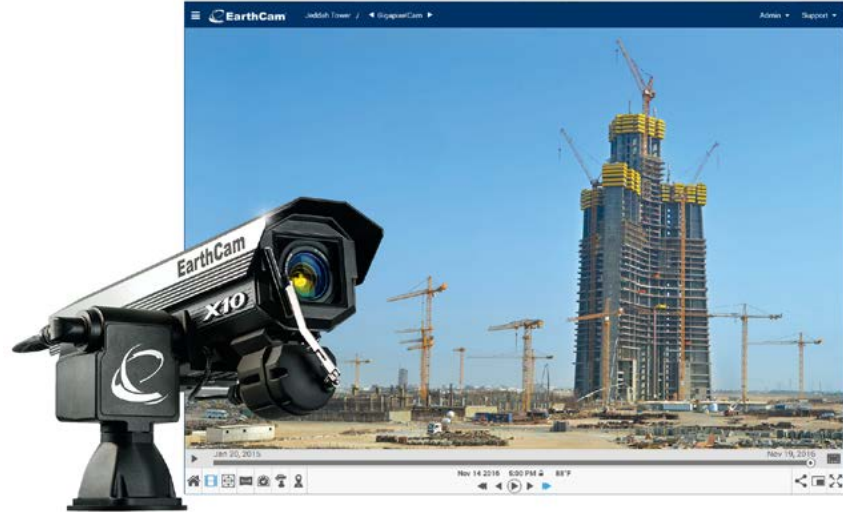 EarthCam Jeddah Tower / ◄ GigapixelCam ► Admin Support
EarthCam
X10
Jan 20, 2015 Nov 19, 2016
Nov 14 2016 5:00 PM 88°F